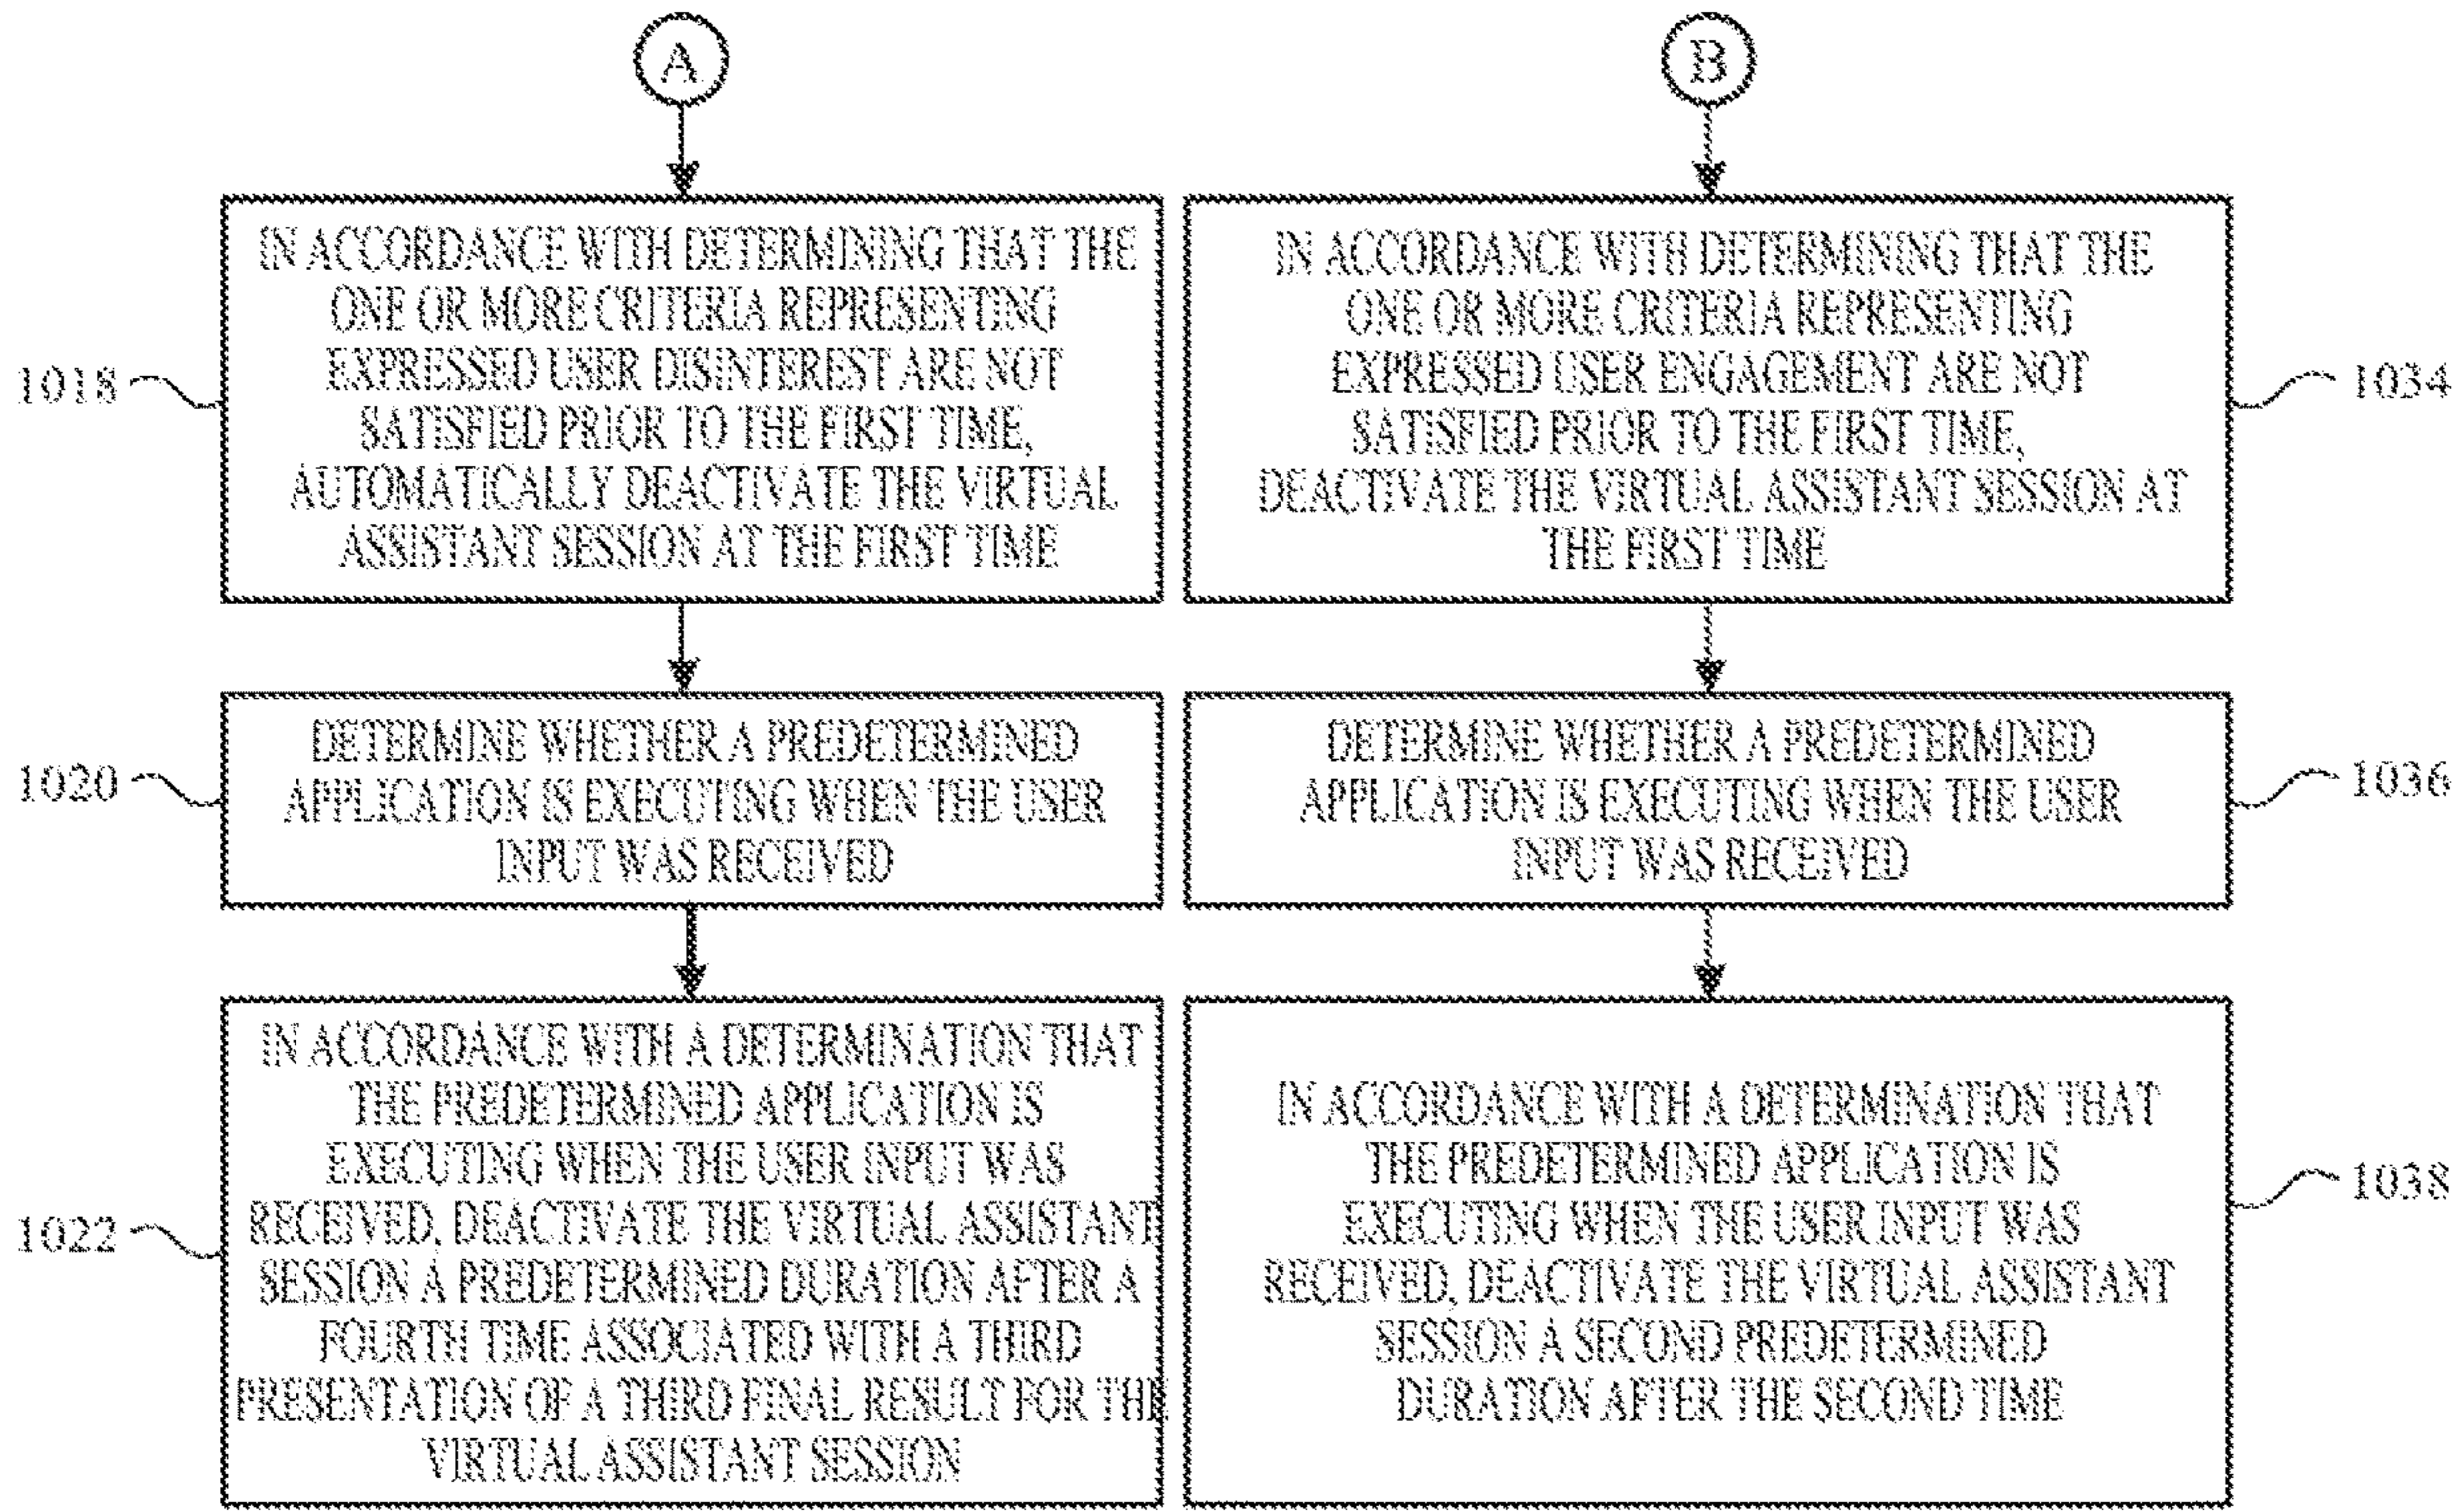 A
IN ACCORDANCE WITH DETERMINING THAT THE
ONE OR MORE CRITERIA REPRESENTING
EXPRESSED USER DISINTEREST ARE NOT
SATISFIED PRIOR TO THE FIRST TIME,
AUTOMATICALLY DEACTIVATE THE VIRTUAL
ASSISTANT SESSION AT THE FIRST TIME
1018
DETERMINE WHETHER A PREDETERMINED
APPLICATION IS EXECUTING WHEN THE USER
INPUT WAS RECEIVED
1020
IN ACCORDANCE WITH A DETERMINATION THAT
THE PREDETERMINED APPLICATION IS
EXECUTING WHEN THE USER INPUT WAS
RECEIVED, DEACTIVATE THE VIRTUAL ASSISTANT
SESSION A PREDETERMINED DURATION AFTER A
FOURTH TIME ASSOCIATED WITH A THIRD
PRESENTATION OF A THIRD FINAL RESULT FOR THE
VIRTUAL ASSISTANT SESSION
1022
B
IN ACCORDANCE WITH DETERMINING THAT THE
ONE OR MORE CRITERIA REPRESENTING
EXPRESSED USER ENGAGEMENT ARE NOT
SATISFIED PRIOR TO THE FIRST TIME,
DEACTIVATE THE VIRTUAL ASSISTANT SESSION AT
THE FIRST TIME
1034
DETERMINE WHETHER A PREDETERMINED
APPLICATION IS EXECUTING WHEN THE USER
INPUT WAS RECEIVED
1036
IN ACCORDANCE WITH A DETERMINATION THAT
THE PREDETERMINED APPLICATION IS
EXECUTING WHEN THE USER INPUT WAS
RECEIVED, DEACTIVATE THE VIRTUAL ASSISTANT
SESSION A SECOND PREDETERMINED
DURATION AFTER THE SECOND TIME
1038